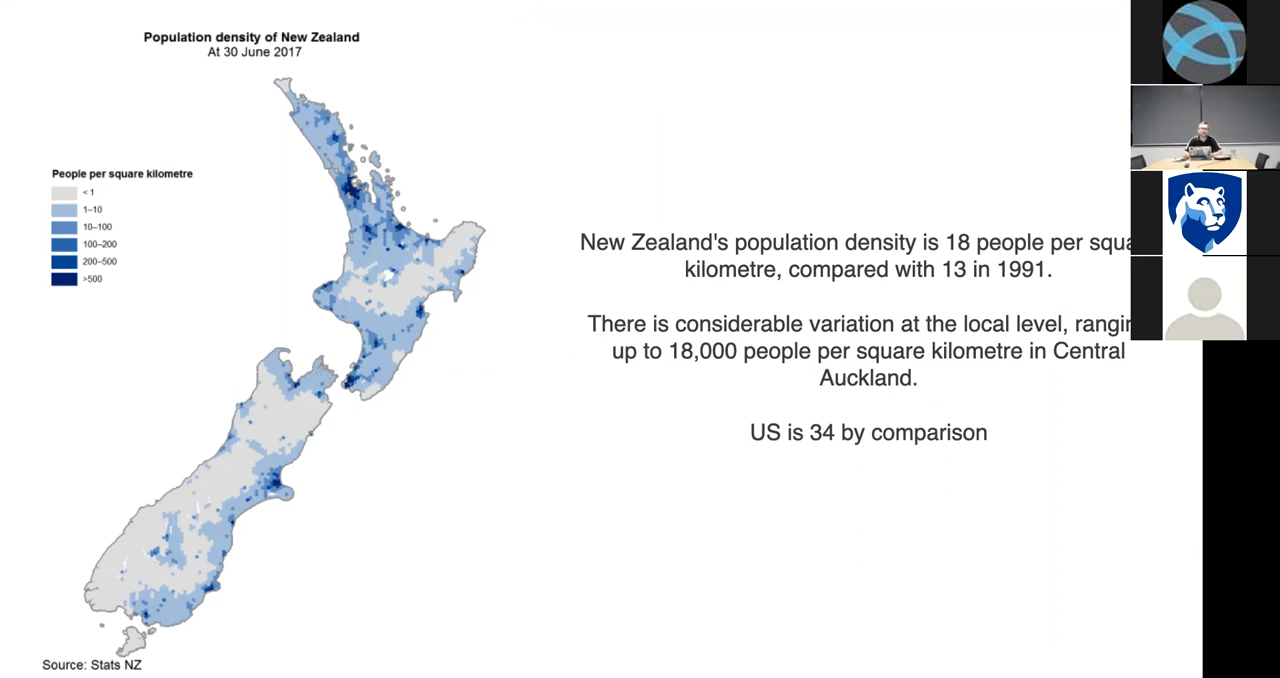 Population density of New Zealand
At 30 June 2017
People per square kilometre
< 1
1–10
10–100
100–200
200–500
>500
Source: Stats NZ
New Zealand's population density is 18 people per squa
kilometre, compared with 13 in 1991.
There is considerable variation at the local level, rangin
up to 18,000 people per square kilometre in Central
Auckland.
US is 34 by comparison